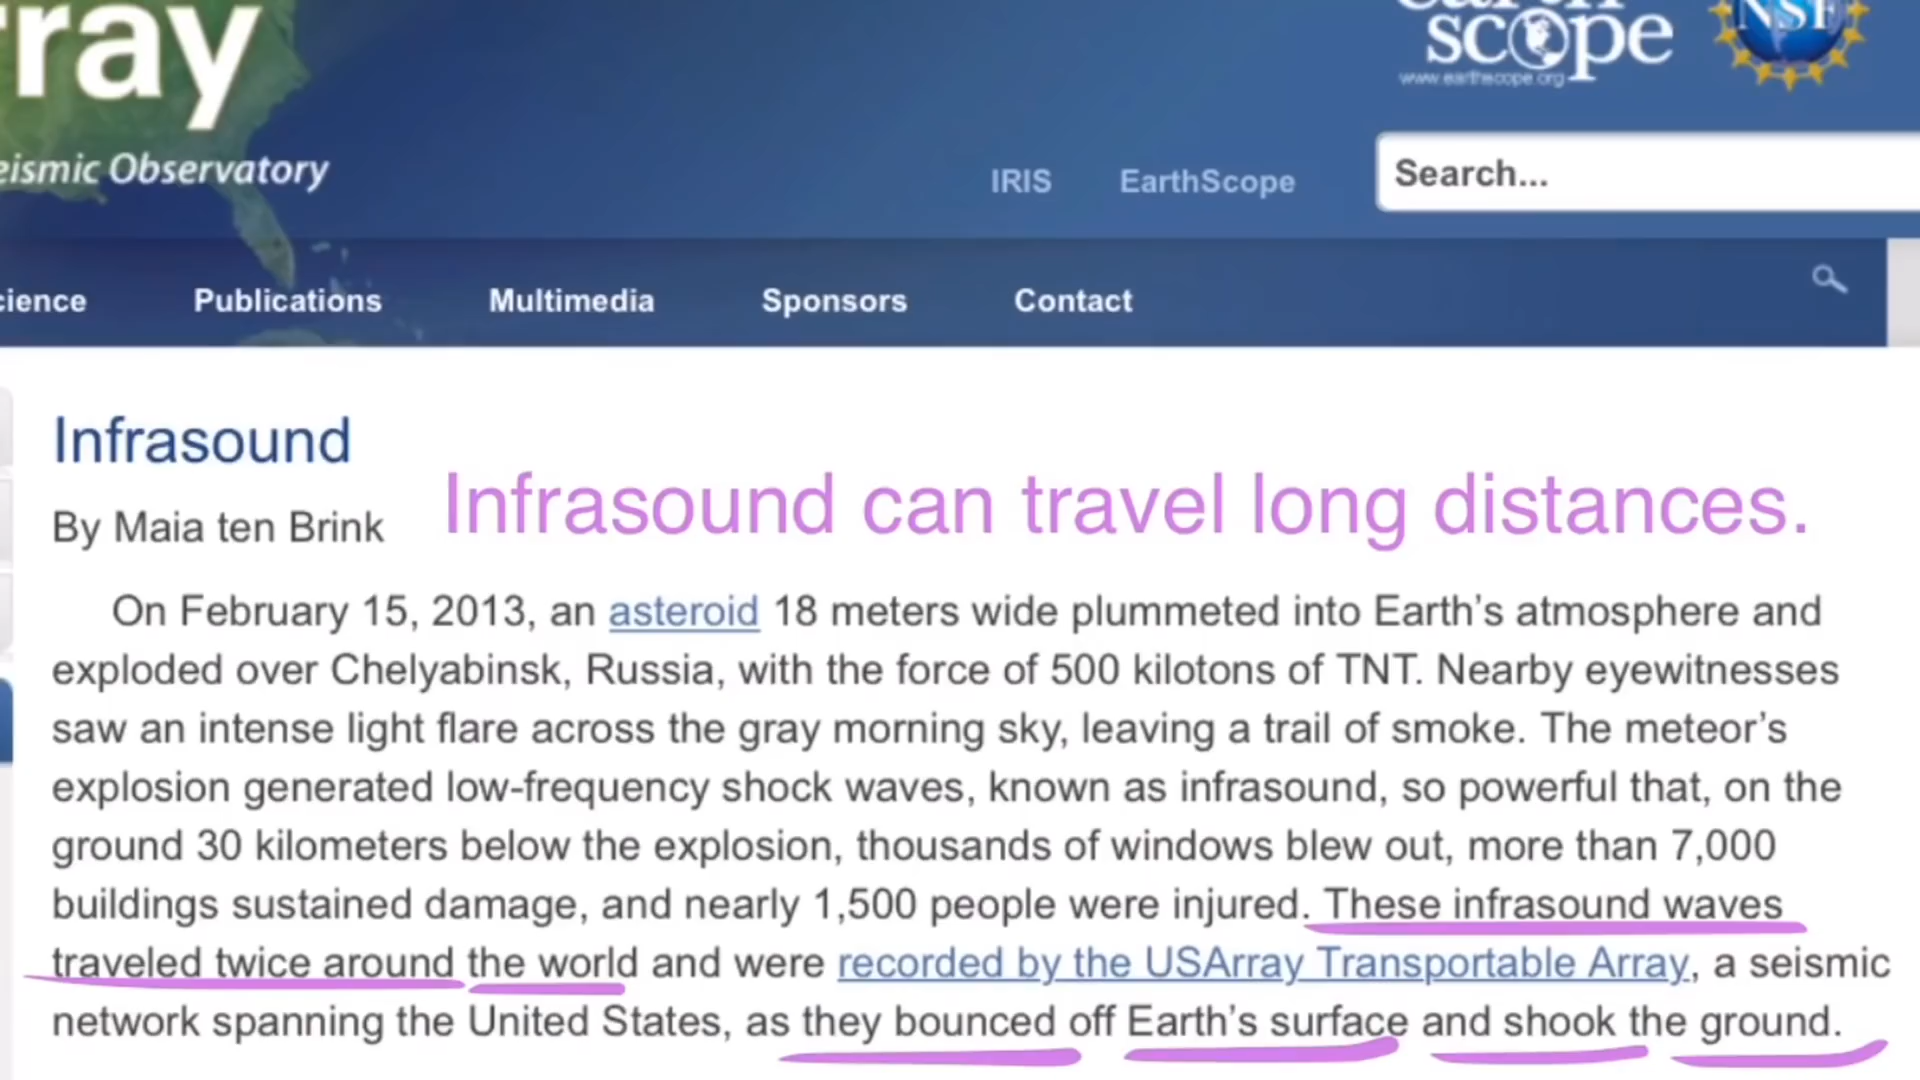 rray
scope
www.earthscope.org
NSF
eismic Observatory
IRIS
EarthScope
Search...
cience
Publications
Multimedia
Sponsors
Contact
Infrasound
Infrasound can travel long distances.
By Maia ten Brink
On February 15, 2013, an asteroid 18 meters wide plummeted into Earth’s atmosphere and
exploded over Chelyabinsk, Russia, with the force of 500 kilotons of TNT. Nearby eyewitnesses
saw an intense light flare across the gray morning sky, leaving a trail of smoke. The meteor’s
explosion generated low-frequency shock waves, known as infrasound, so powerful that, on the
ground 30 kilometers below the explosion, thousands of windows blew out, more than 7,000
buildings sustained damage, and nearly 1,500 people were injured. These infrasound waves
traveled twice around the world and were recorded by the USArray Transportable Array, a seismic
network spanning the United States, as they bounced off Earth’s surface and shook the ground.